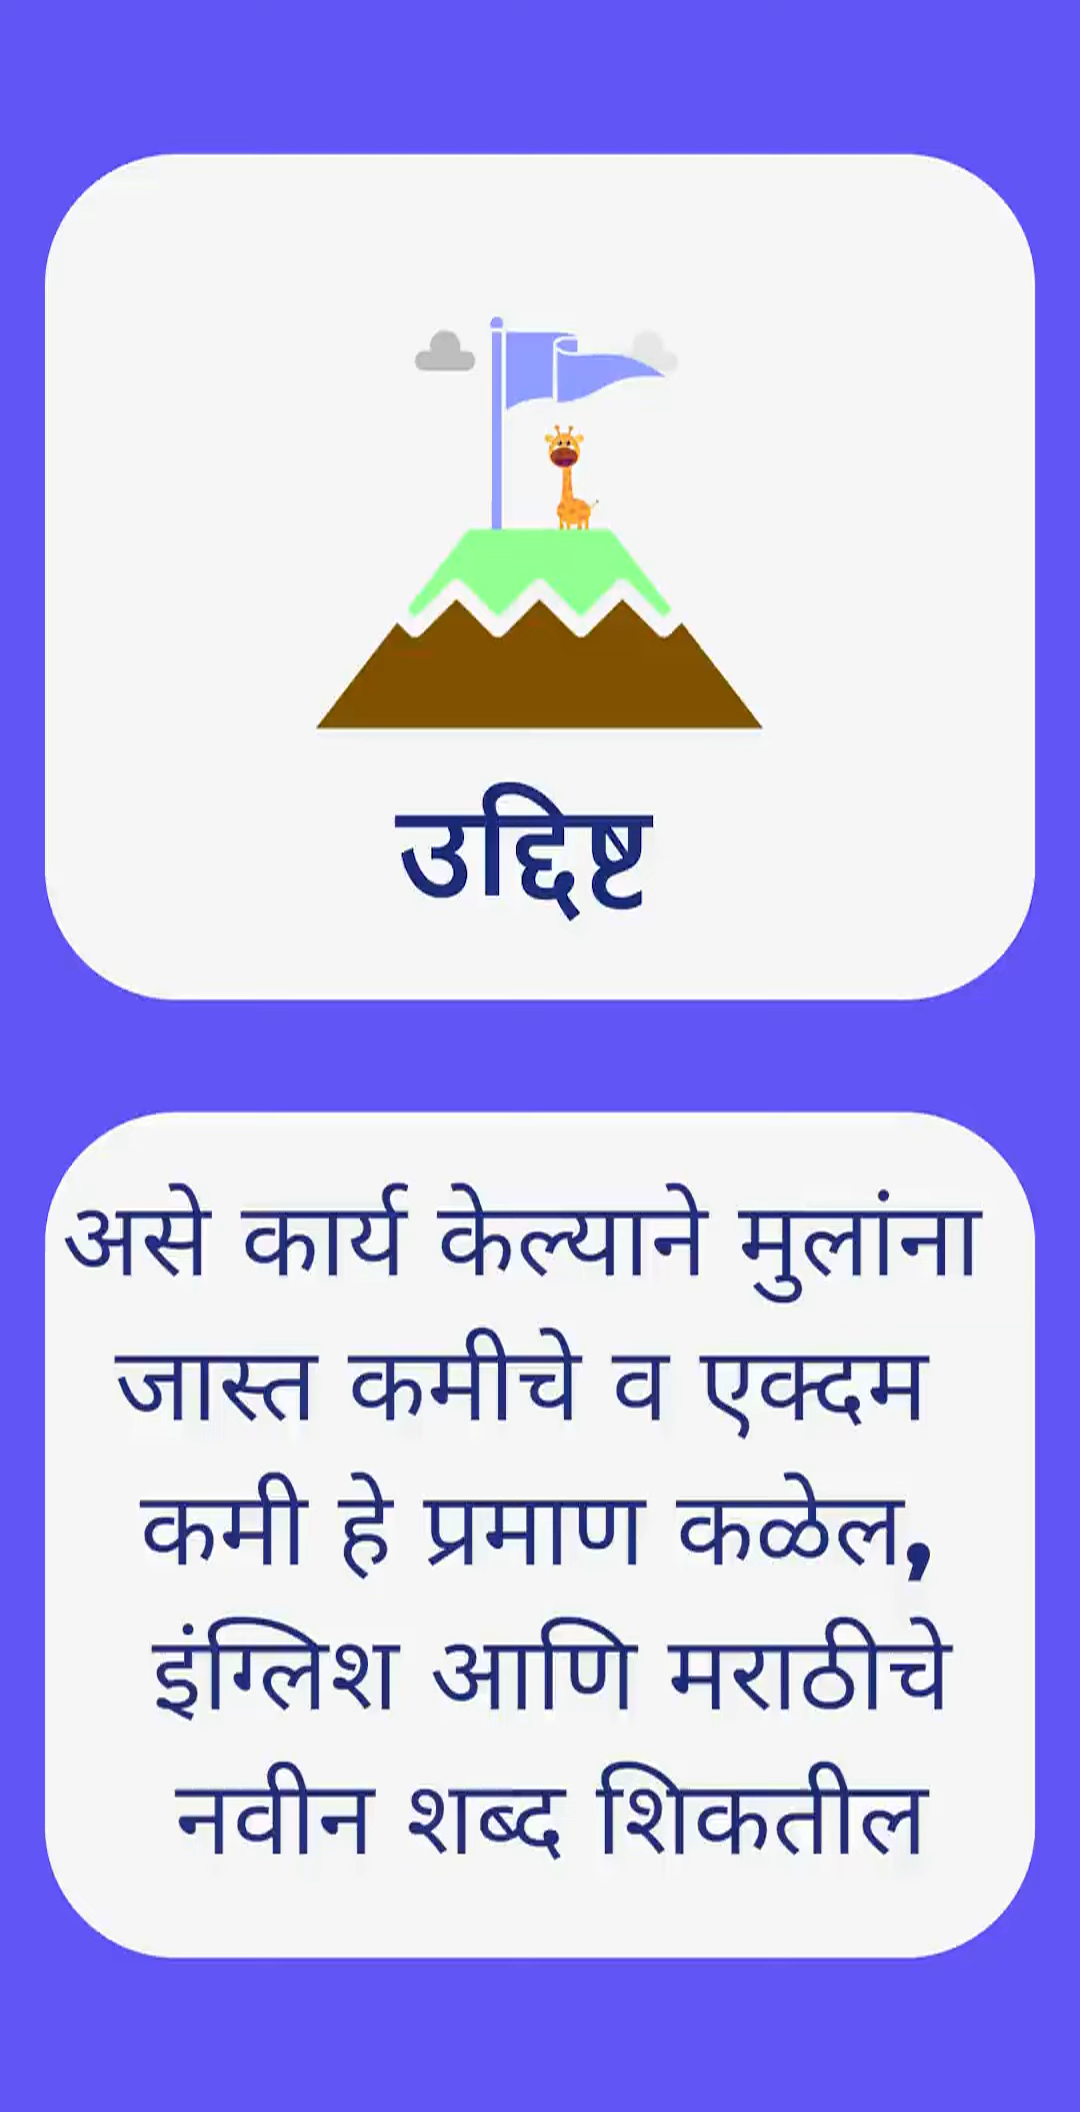 उद्दिष्ट
असे कार्य केल्याने मुलांना
जास्त कमीचे व एक्दम
कमी हे प्रमाण कळेल,
इंग्लिश आणि मराठीचे
नवीन शब्द शिकतील